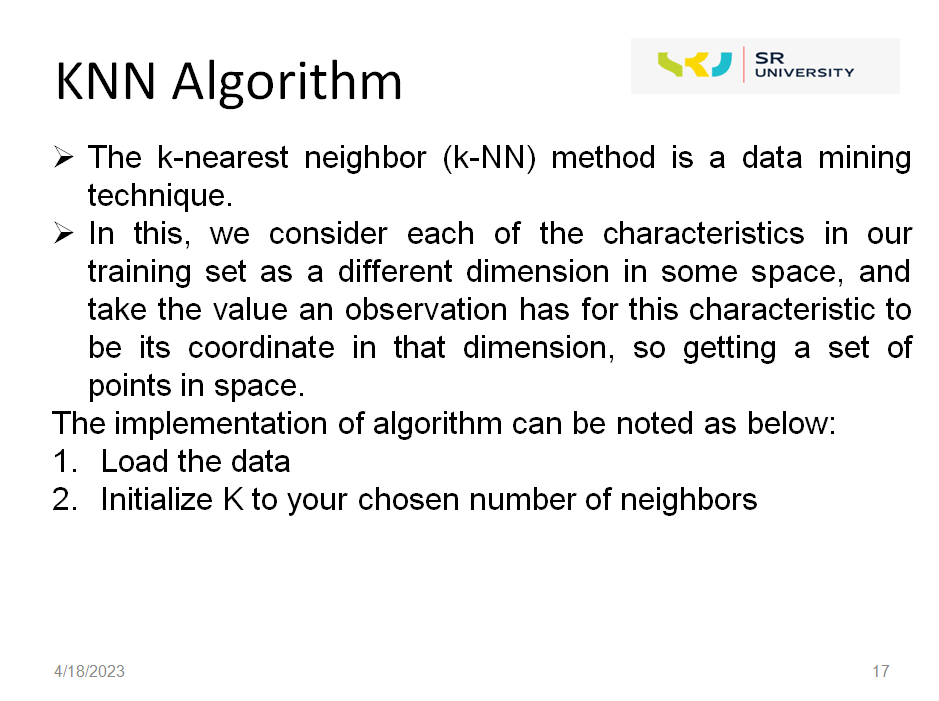 KNN Algorithm
SR
UNIVERSITY
➢ The k-nearest neighbor (k-NN) method is a data mining
technique.
➢ In this, we consider each of the characteristics in our
training set as a different dimension in some space, and
take the value an observation has for this characteristic to
be its coordinate in that dimension, so getting a set of
points in space.
The implementation of algorithm can be noted as below:
1. Load the data
2. Initialize K to your chosen number of neighbors
4/18/2023
17